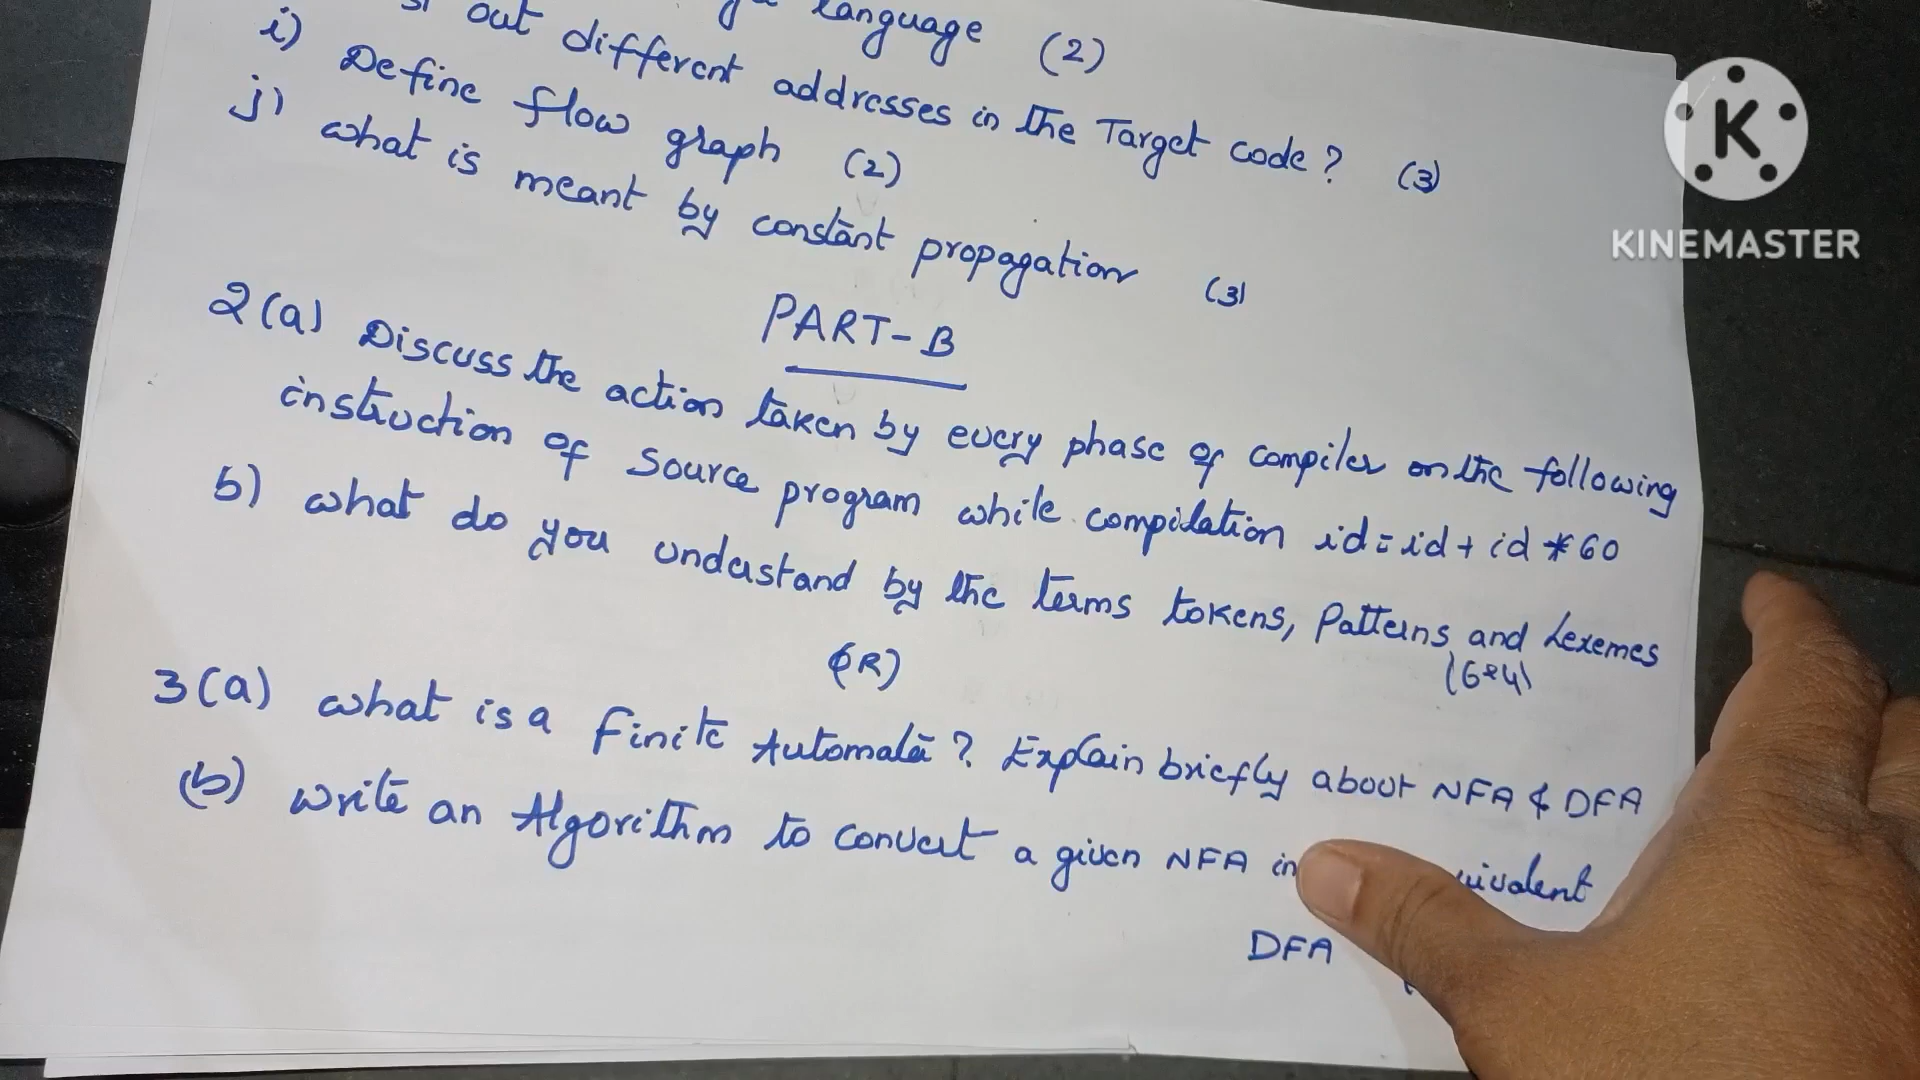 language (2)
out different addresses in the Target code? (3)
i) Define flow graph (2)
j) what is meant by constant propagation (3)
PART-B
2(a) Discuss the action taken by every phase of compiler on the following
instruction of source program while compilation id=id+id*60
b) what do you understand by the terms tokens, Patterns and Lexemes
(6+4)
(OR)
3(a) what is a Finite Automata? Explain briefly about NFA & DFA
(b) write an Algorithm to convert a given NFA
DFA
K
KINEMASTER